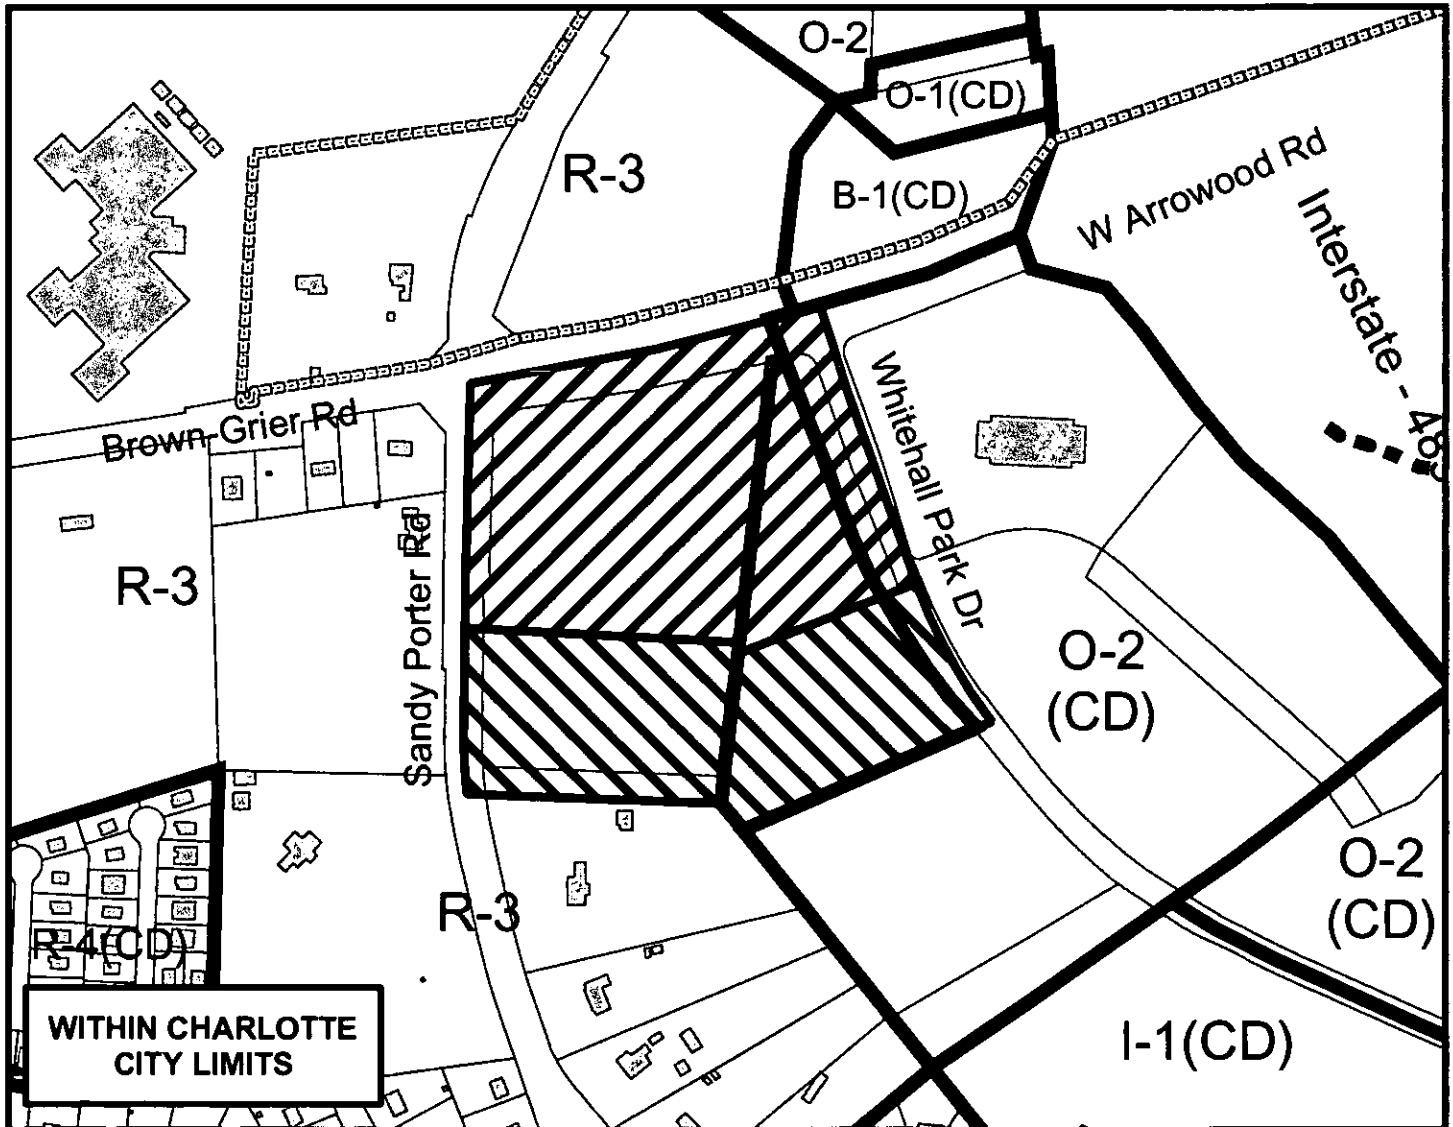 O-2
O-1(CD)
R-3
B-1(CD)
W Arrowood Rd
Interstate - 485
Brown-Grier Rd
Whitehall Park Dr
R-3
Sandy Porter Rd
O-2
(CD)
O-2
(CD)
R-3
R-4(CD)
WITHIN CHARLOTTE
CITY LIMITS
I-1(CD)